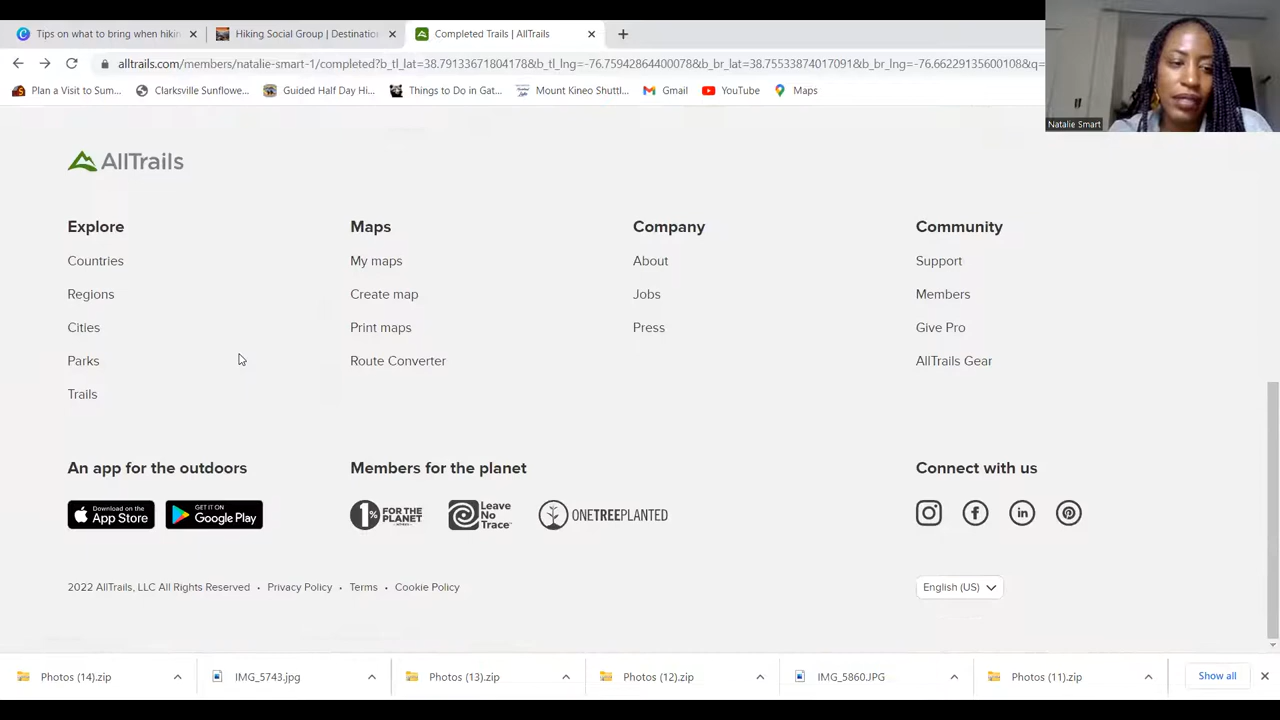 Tips on what to bring when hikin
Hiking Social Group | Destinatio
Completed Trails | AllTrails
alltrails.com/members/natalie-smart-1/completed?b_tl_lat=38.79133671804178&b_tl_lng=-76.759428644000078&b_br_lat=38.75533874017091&b_br_lng=-76.66229135600108&q=
Plan a Visit to Sum...
Clarksville Sunflowe...
Guided Half Day Hi...
Things to Do in Gat...
Mount Kineo Shuttl...
Gmail
YouTube
Maps
Natalie Smart
AllTrails
Explore
Countries
Regions
Cities
Parks
Trails
Maps
My maps
Create map
Print maps
Route Converter
Company
About
Jobs
Press
Community
Support
Members
Give Pro
AllTrails Gear
An app for the outdoors
Download on the
App Store
GET IT ON
Google Play
Members for the planet
1% FOR THE
PLANET
Leave
No
Trace
ONETREEPLANTED
Connect with us
2022 AllTrails, LLC All Rights Reserved • Privacy Policy • Terms • Cookie Policy
English (US)
Photos (14).zip
IMG_5743.jpg
Photos (13).zip
Photos (12).zip
IMG_5860.JPG
Photos (11).zip
Show all